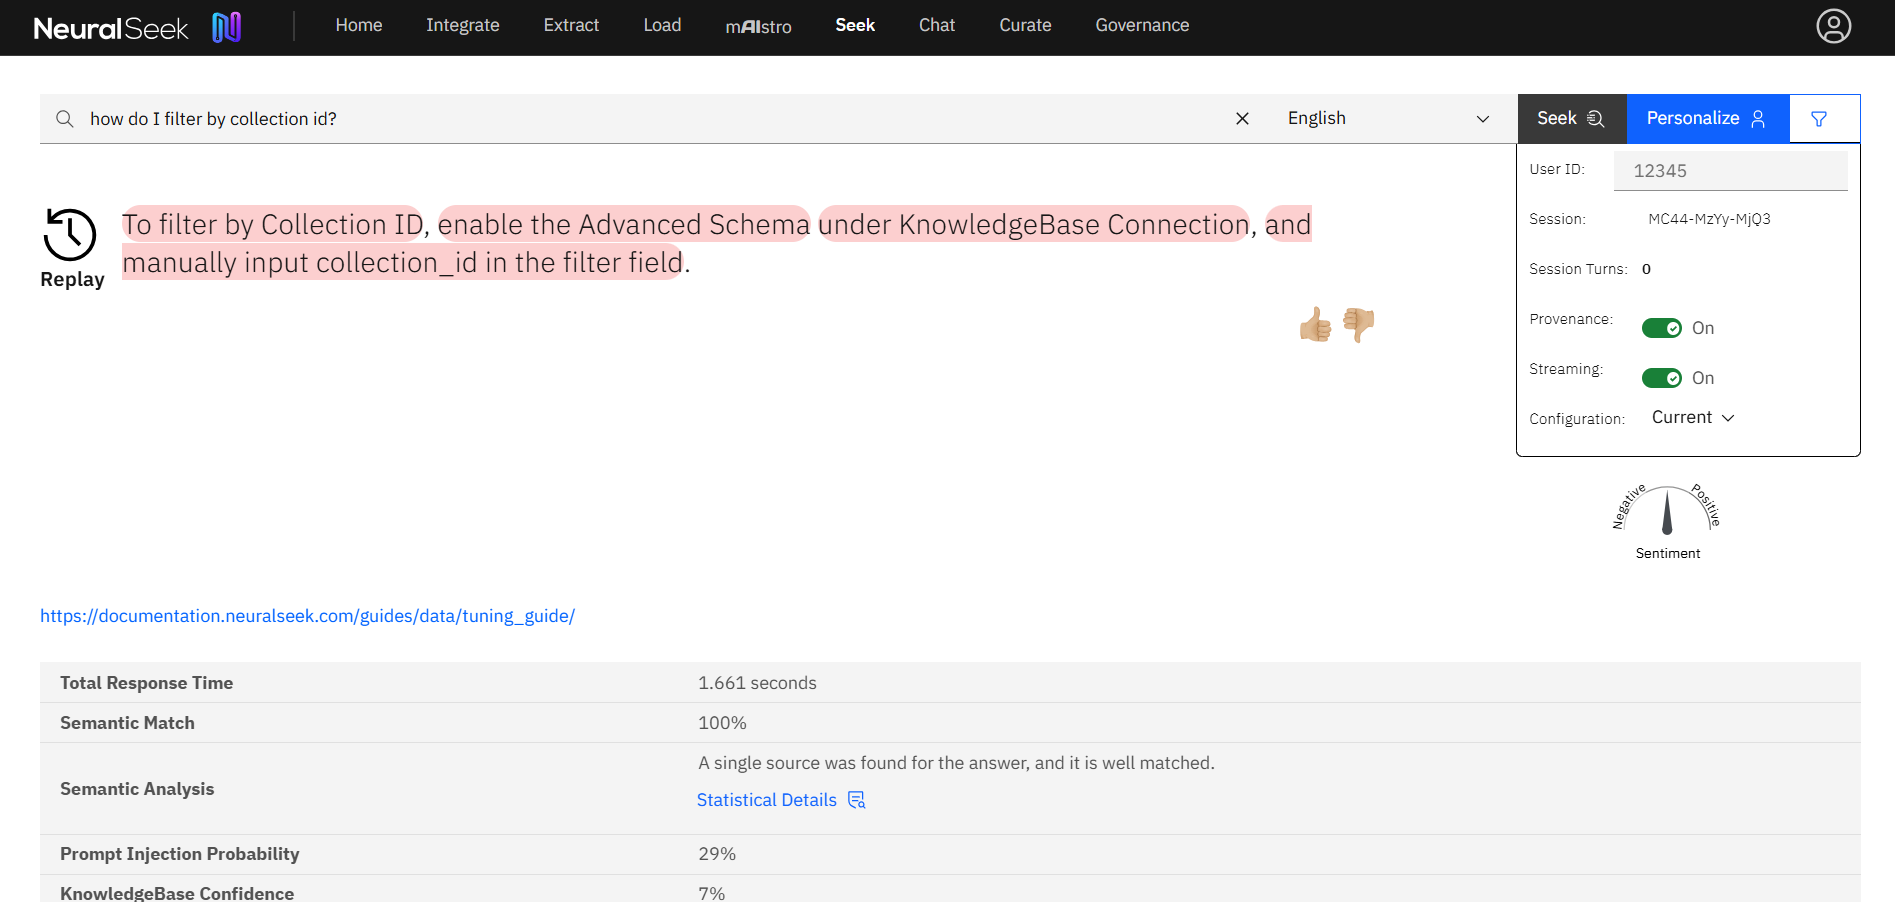 NeuralSeek
Home Integrate Extract Load mAIstro Seek Chat Curate Governance
how do I filter by collection id?
English
Seek
Personalize
User ID: 12345
Session: MC44-MzYy-MjQ3
Session Turns: 0
Provenance: On
Streaming: On
Configuration: Current
Replay
To filter by Collection ID, enable the Advanced Schema under KnowledgeBase Connection, and
manually input collection_id in the filter field.
Negative Positive
Sentiment
https://documentation.neuralseek.com/guides/data/tuning_guide/
Total Response Time 1.661 seconds
Semantic Match 100%
Semantic Analysis
A single source was found for the answer, and it is well matched.
Statistical Details
Prompt Injection Probability 29%
KnowledgeBase Confidence 7%